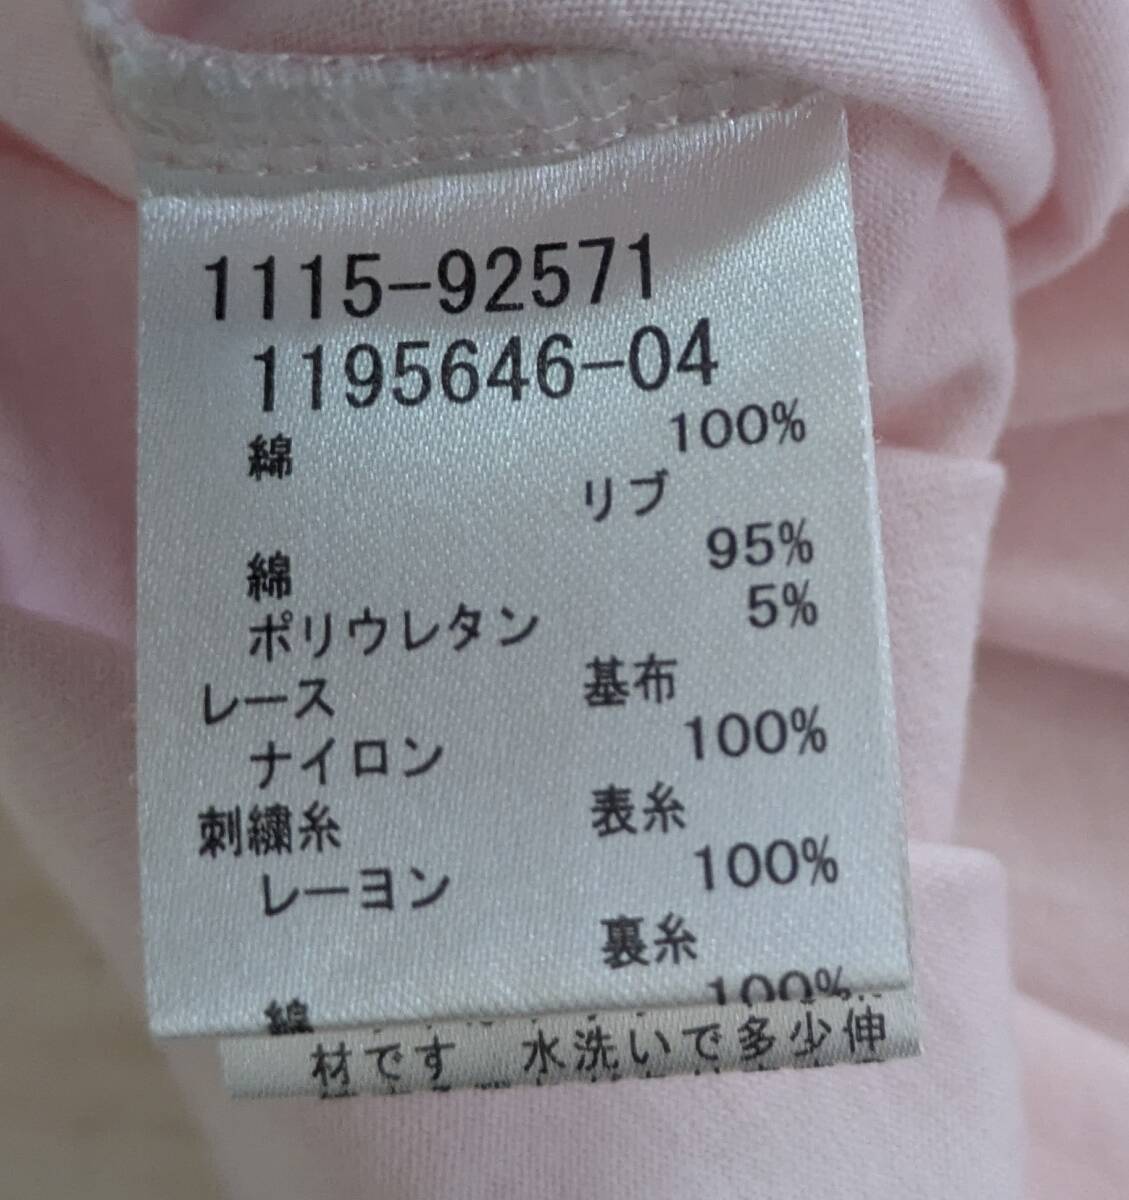 1115-92571
1195646-04
綿 100%
リブ
綿 95%
ポリウレタン 5%
レース 基布
ナイロン 100%
刺繍糸 表糸
レーヨン 100%
裏糸
綿 100%
材です 水洗いで多少伸